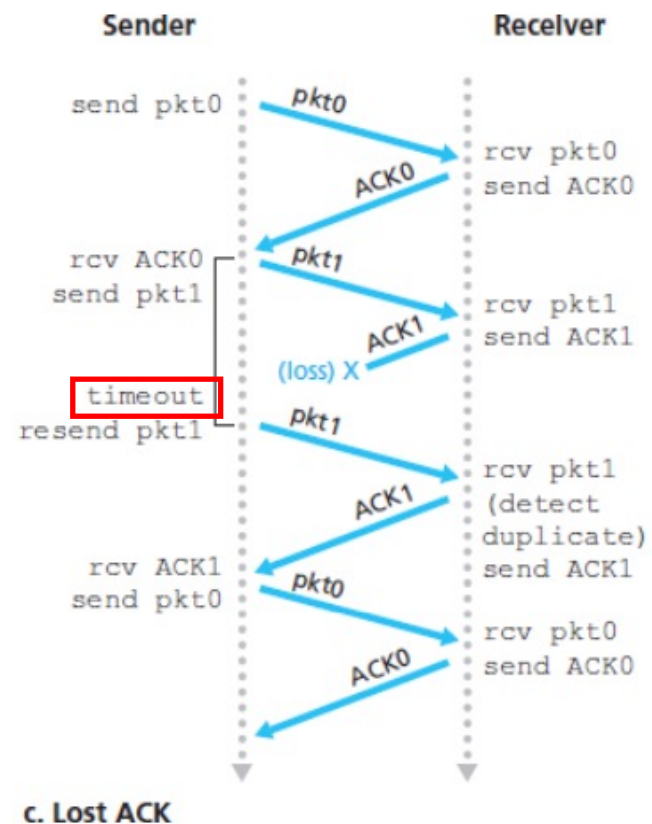 Sender
Receiver
send pkt0
pkt0
rcv pkt0
ACK0
send ACK0
rcv ACK0
pkt1
send pkt1
rcv pkt1
ACK1
send ACK1
(loss) X
timeout
pkt1
resend pkt1
rcv pkt1
ACK1
(detect
duplicate)
rcv ACK1
send ACK1
pkt0
send pkt0
rcv pkt0
ACK0
send ACK0
c. Lost ACK